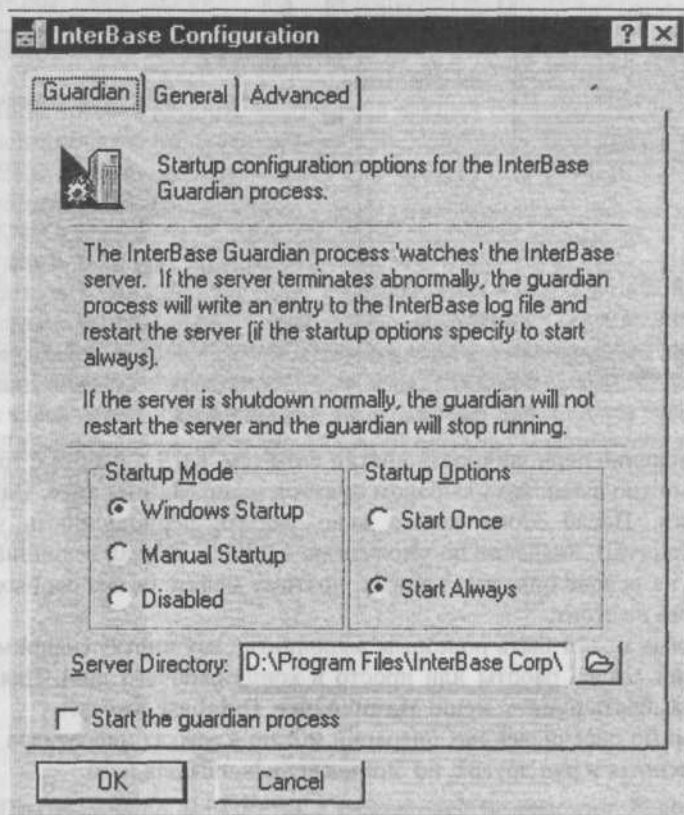 InterBase Configuration
Guardian General Advanced
Startup configuration options for the InterBase
Guardian process.
The InterBase Guardian process 'watches' the InterBase
server. If the server terminates abnormally, the guardian
process will write an entry to the InterBase log file and
restart the server (if the startup options specify to start
always).
If the server is shutdown normally, the guardian will not
restart the server and the guardian will stop running.
Startup Mode
Windows Startup
Manual Startup
Disabled
Startup Options
Start Once
Start Always
Server Directory: D:\Program Files\InterBase Corp\
Start the guardian process
OK Cancel